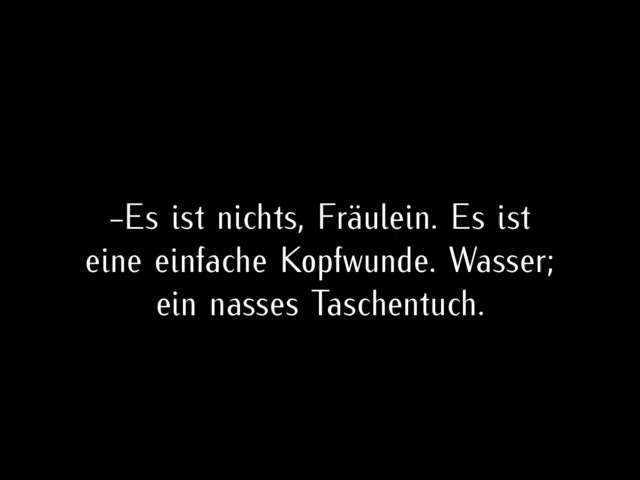 –Es ist nichts, Fräulein. Es ist
eine einfache Kopfwunde. Wasser;
ein nasses Taschentuch.